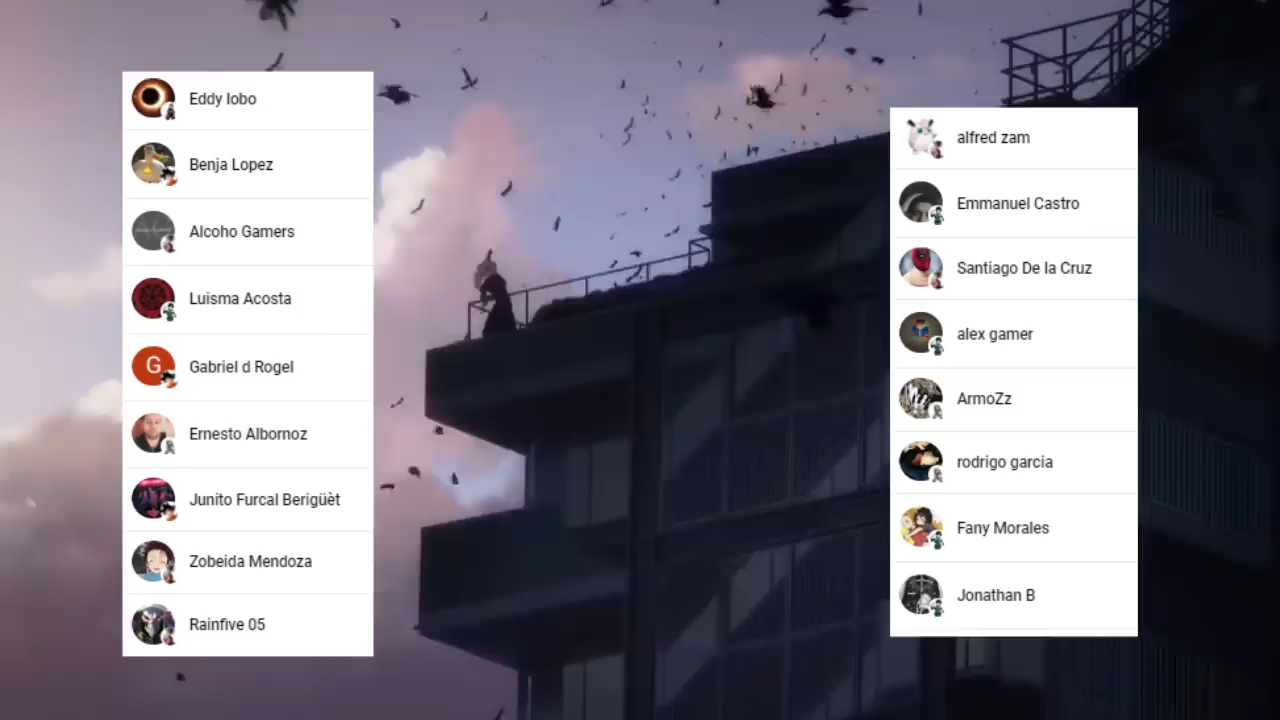 Eddy lobo
Benja Lopez
Alcoho Gamers
Luisma Acosta
G
Gabriel d Rogel
Ernesto Albornoz
Junito Furcal Berigüèt
Zobeida Mendoza
Rainfive 05
alfred zam
Emmanuel Castro
Santiago De la Cruz
alex gamer
ArmoZz
rodrigo garcia
Fany Morales
Jonathan B